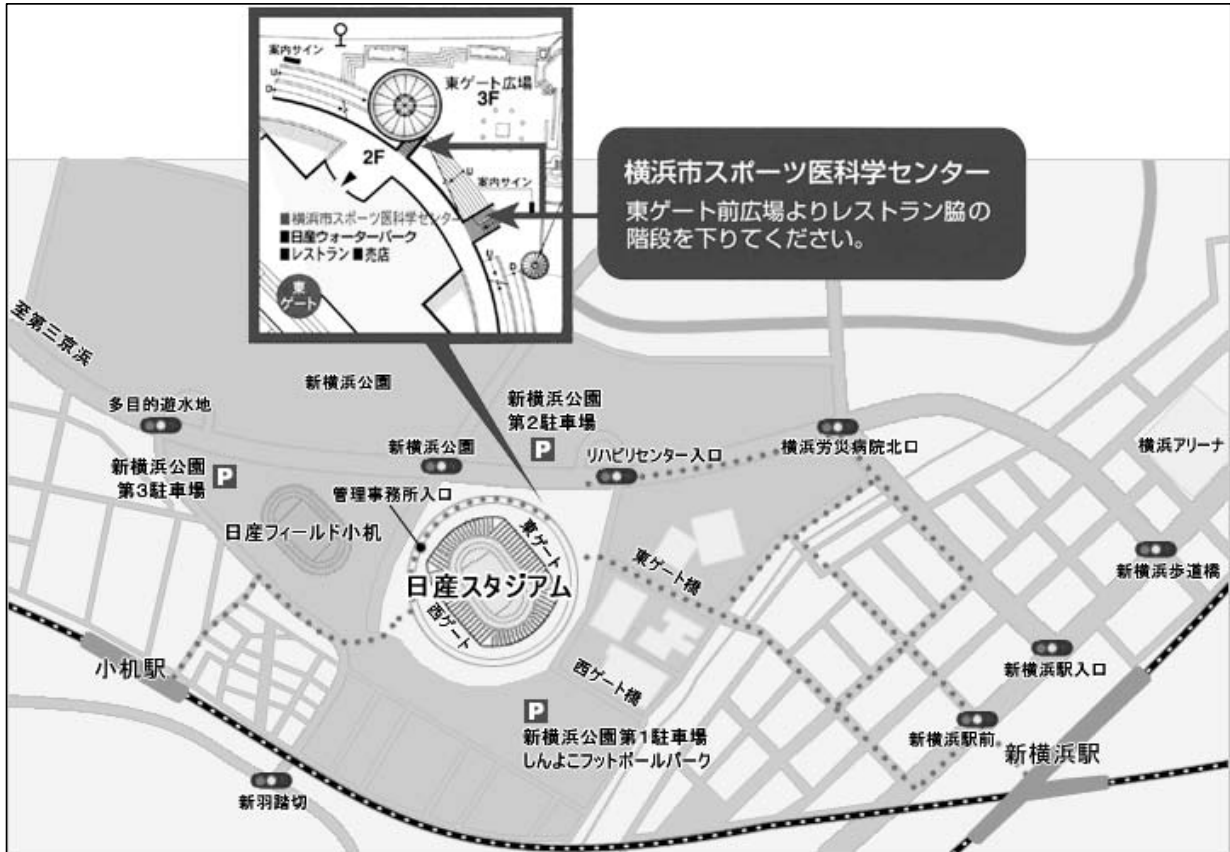 案内サイン
U
D
東ゲート広場
3F
2F
U
案内サイン
■横浜市スポーツ医科学センター
■日産ウォーターパーク
■レストラン ■売店
U
D
東
ゲート
横浜市スポーツ医科学センター
東ゲート前広場よりレストラン脇の
階段を下りてください。
至第三京浜
新横浜公園
多目的遊水地
新横浜公園
第2駐車場
P
新横浜公園
リハビリセンター入口
横浜労災病院北口
横浜アリーナ
新横浜公園
第3駐車場
P
管理事務所入口
日産フィールド小机
東ゲート
日産スタジアム
西ゲート
東ゲート橋
新横浜歩道橋
小机駅
西ゲート橋
新横浜駅入口
P
新横浜公園第1駐車場
しんよこフットボールパーク
新横浜駅前
新横浜駅
新羽踏切